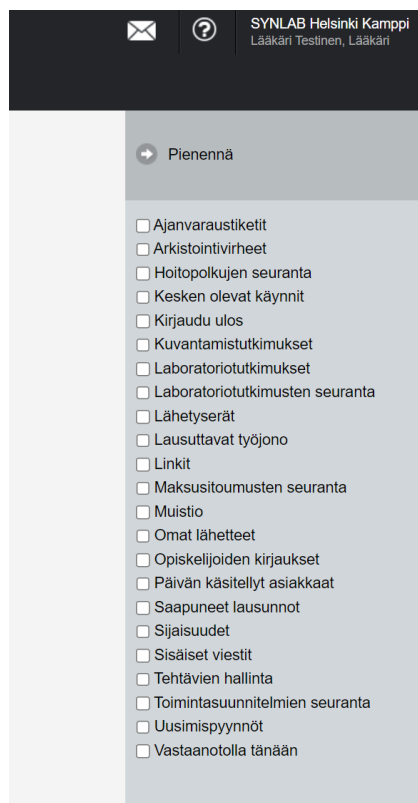 SYNLAB Helsinki Kamppi
Lääkäri Testinen, Lääkäri
Pienennä
Ajanvaraustiketit
Arkistointivirheet
Hoitopolkujen seuranta
Kesken olevat käynnit
Kirjaudu ulos
Kuvantamistutkimukset
Laboratoriotutkimukset
Laboratoriotutkimusten seuranta
Lähetyserät
Lausuttavat työjono
Linkit
Maksusitoumusten seuranta
Muistio
Omat lähetteet
Opiskelijoiden kirjaukset
Päivän käsitellyt asiakkaat
Saapuneet lausunnot
Sijaisuudet
Sisäiset viestit
Tehtävien hallinta
Toimintasuunnitelmien seuranta
Uusimispyynnöt
Vastaanotolla tänään